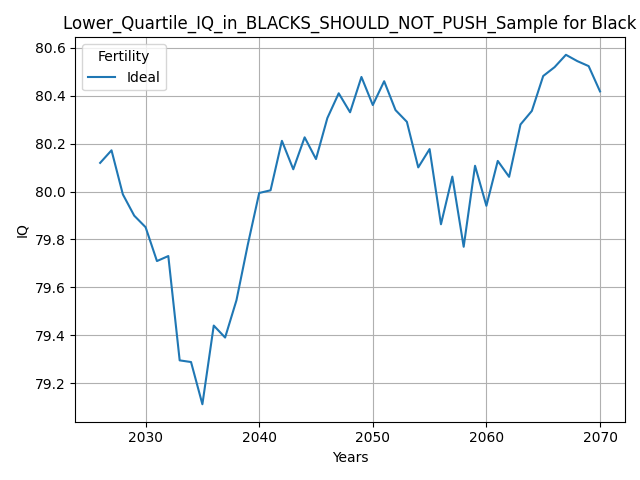 Lower_Quartile_IQ_in_BLACKS_SHOULD_NOT_PUSH_Sample for Black
Fertility
Ideal
80.6
80.4
80.2
80.0
79.8
79.6
79.4
79.2
IQ
2030 2040 2050 2060 2070
Years